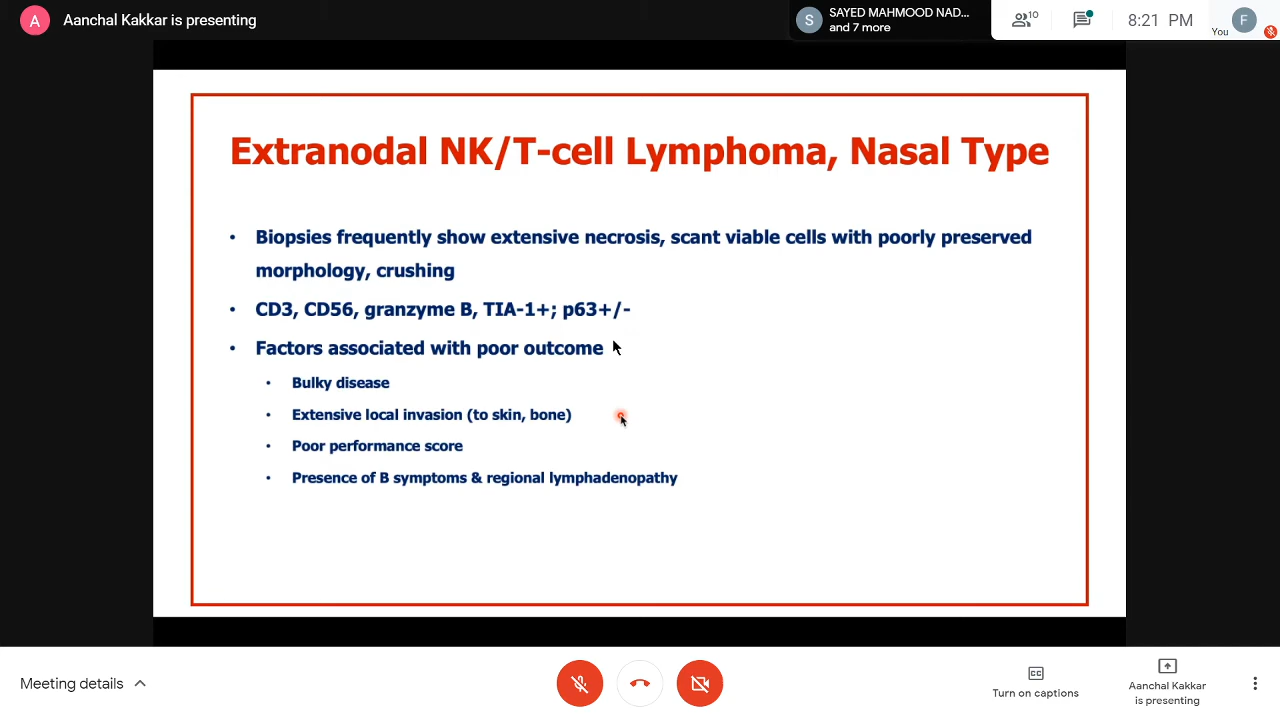 A
Aanchal Kakkar is presenting
S
SAYED MAHMOOD NAD...
and 7 more
10
8:21 PM
You
F
Extranodal NK/T-cell Lymphoma, Nasal Type
• Biopsies frequently show extensive necrosis, scant viable cells with poorly preserved
morphology, crushing
• CD3, CD56, granzyme B, TIA-1+; p63+/-
• Factors associated with poor outcome
• Bulky disease
• Extensive local invasion (to skin, bone)
• Poor performance score
• Presence of B symptoms & regional lymphadenopathy
Meeting details
CC
Turn on captions
Aanchal Kakkar
is presenting